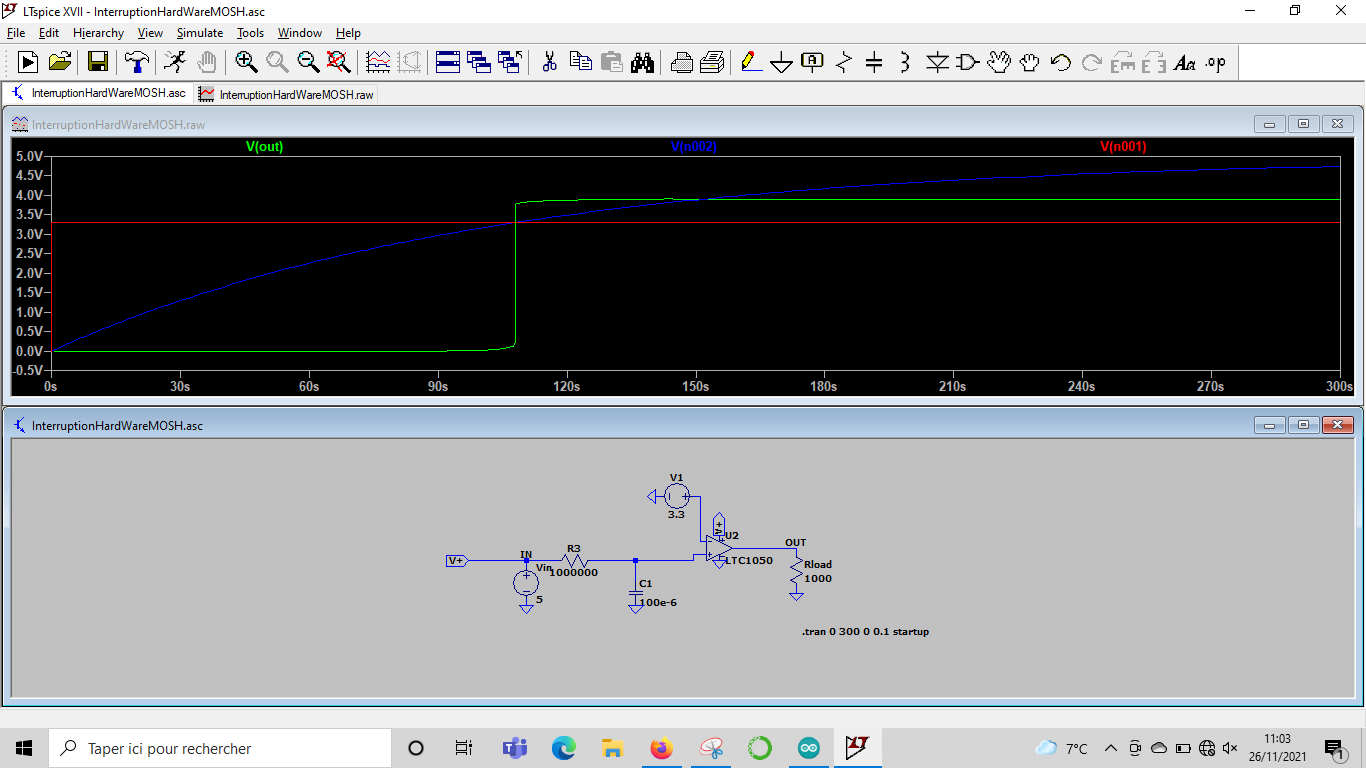 LTspice XVII - InterruptionHardWareMOSH.asc
File Edit Hierarchy View Simulate Tools Window Help
Aa .op
InterruptionHardWareMOSH.asc InterruptionHardWareMOSH.raw
InterruptionHardWareMOSH.raw
V(out) V(n002) V(n001)
5.0V
4.5V
4.0V
3.5V
3.0V
2.5V
2.0V
1.5V
1.0V
0.5V
0.0V
-0.5V
0s 30s 60s 90s 120s 150s 180s 210s 240s 270s 300s
InterruptionHardWareMOSH.asc
V1
3.3
V+
U2
LTC1050
OUT
Rload
1000
V+
IN
R3
1000000
Vin
5
C1
100e-6
.tran 0 300 0 0.1 startup
Taper ici pour rechercher
7°C
11:03
26/11/2021
1